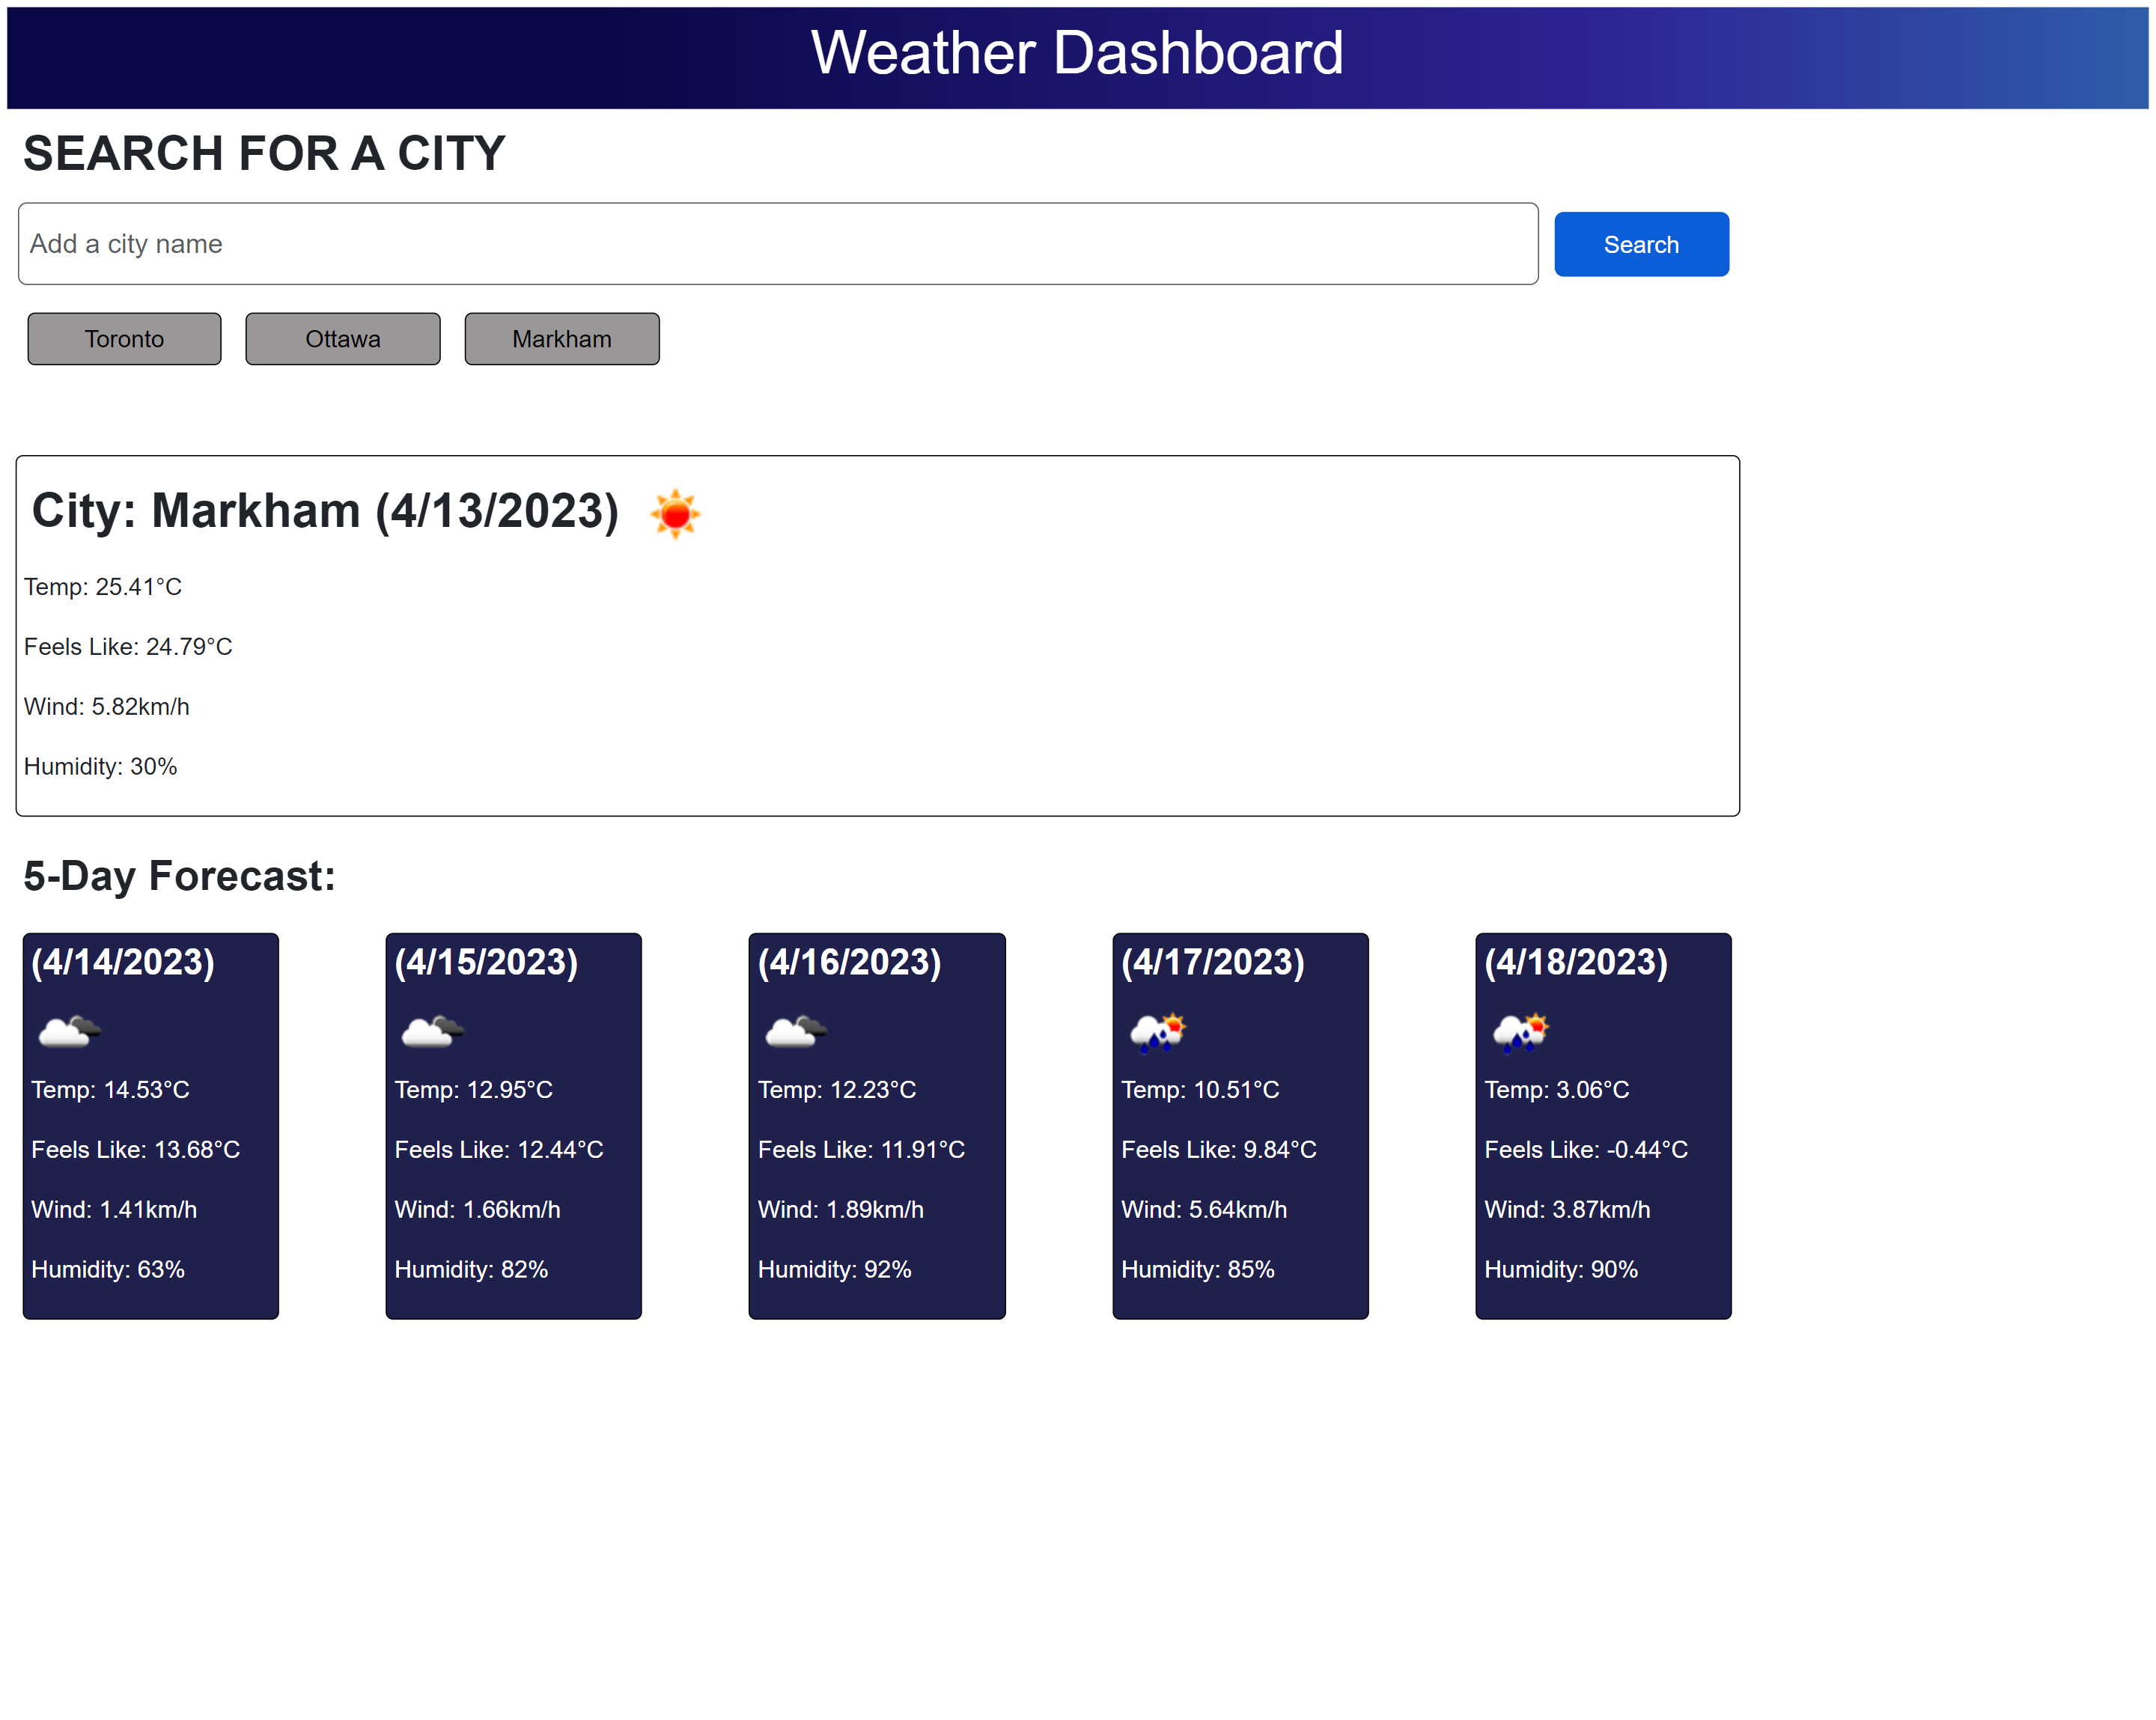 Weather Dashboard
SEARCH FOR A CITY
Add a city name
Search
Toronto
Ottawa
Markham
City: Markham (4/13/2023)
Temp: 25.41°C
Feels Like: 24.79°C
Wind: 5.82km/h
Humidity: 30%
5-Day Forecast:
(4/14/2023)
Temp: 14.53°C
Feels Like: 13.68°C
Wind: 1.41km/h
Humidity: 63%
(4/15/2023)
Temp: 12.95°C
Feels Like: 12.44°C
Wind: 1.66km/h
Humidity: 82%
(4/16/2023)
Temp: 12.23°C
Feels Like: 11.91°C
Wind: 1.89km/h
Humidity: 92%
(4/17/2023)
Temp: 10.51°C
Feels Like: 9.84°C
Wind: 5.64km/h
Humidity: 85%
(4/18/2023)
Temp: 3.06°C
Feels Like: -0.44°C
Wind: 3.87km/h
Humidity: 90%